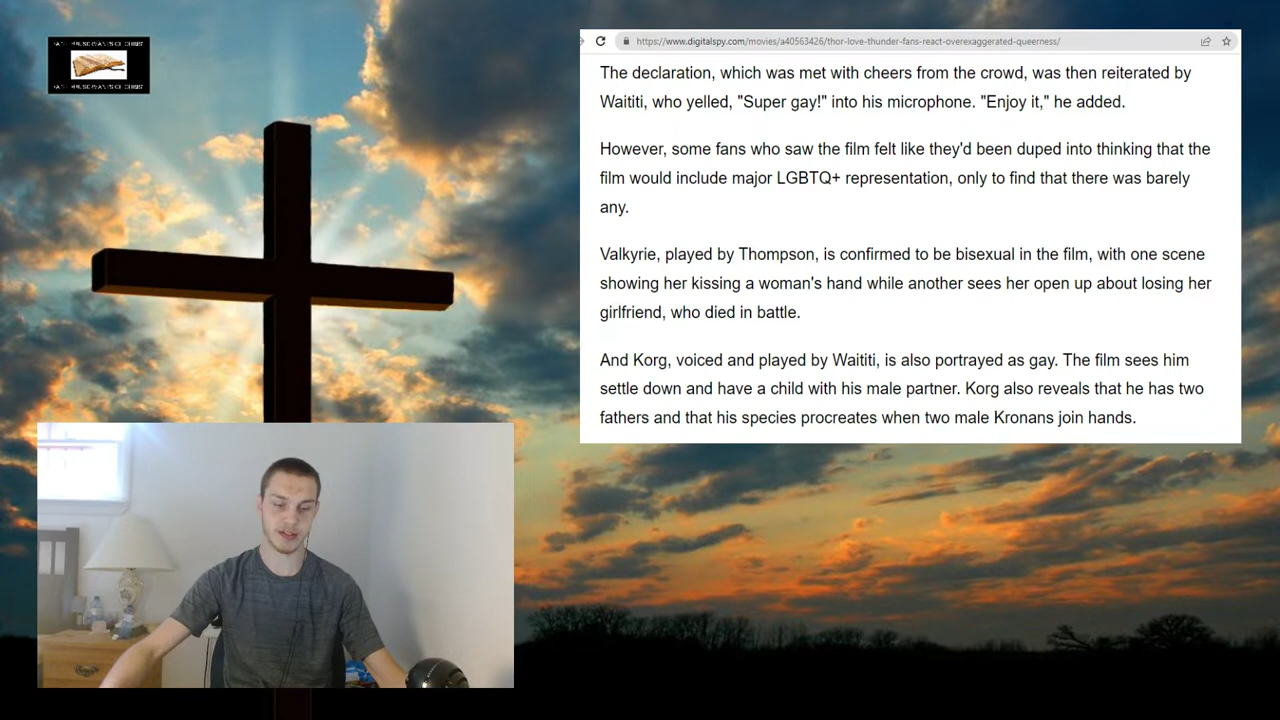 FAITHFUL SERVANTS OF CHRIST
https://www.digitalspy.com/movies/a40563426/thor-love-thunder-fans-react-overexaggerated-queerness/
The declaration, which was met with cheers from the crowd, was then reiterated by
Waititi, who yelled, "Super gay!" into his microphone. "Enjoy it," he added.
However, some fans who saw the film felt like they'd been duped into thinking that the
film would include major LGBTQ+ representation, only to find that there was barely
any.
Valkyrie, played by Thompson, is confirmed to be bisexual in the film, with one scene
showing her kissing a woman's hand while another sees her open up about losing her
girlfriend, who died in battle.
And Korg, voiced and played by Waititi, is also portrayed as gay. The film sees him
settle down and have a child with his male partner. Korg also reveals that he has two
fathers and that his species procreates when two male Kronans join hands.